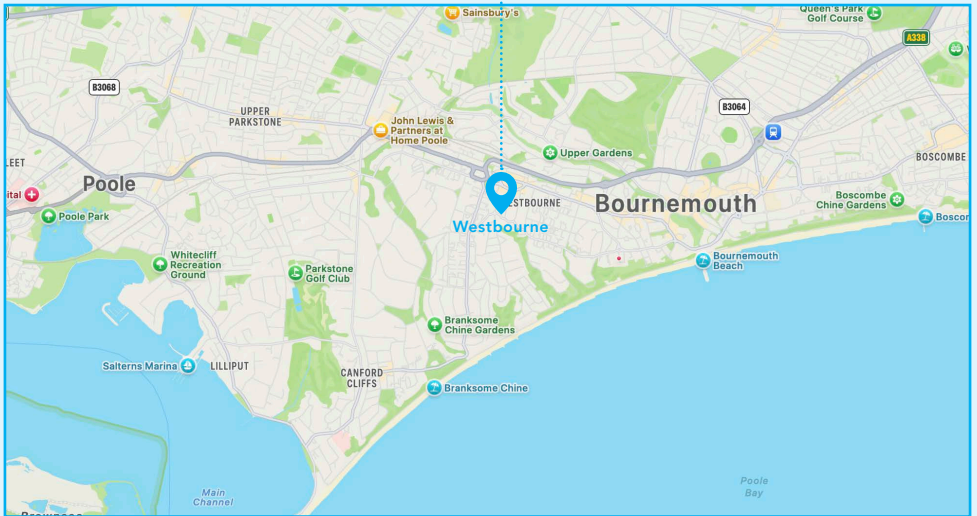 Sainsbury's
Queen's Park
Golf Course
A338
B3068
B3064
UPPER
PARKSTONE
John Lewis &
Partners at
Home Poole
Upper Gardens
BOSCOMBE
Poole
Poole Park
WESTBOURNE
Westbourne
Bournemouth
Boscombe
Chine Gardens
Whitecliff
Recreation
Ground
Parkstone
Golf Club
Bournemouth
Beach
Branksome
Chine Gardens
Salterns Marina
LILLIPUT
CANFORD
CLIFFS
Branksome Chine
Main
Channel
Poole
Bay